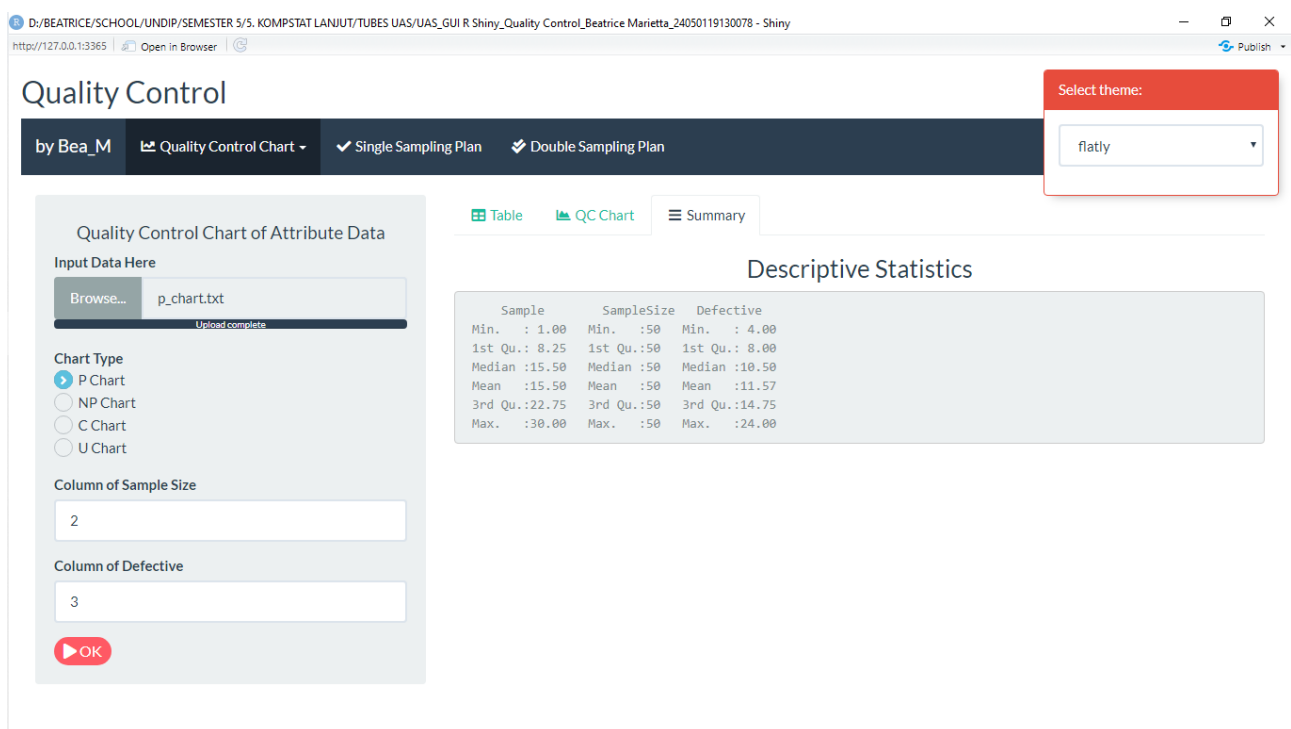 D:/BEATRICE/SCHOOL/UNDIP/SEMESTER 5/5. KOMPSTAT LANJUT/TUBES UAS/UAS_GUI R Shiny_Quality Control_Beatrice Marietta_24050119130078 - Shiny
http://127.0.0.1:3365 Open in Browser Publish
Quality Control
Select theme:
flatly
by Bea_M Quality Control Chart Single Sampling Plan Double Sampling Plan
Quality Control Chart of Attribute Data
Input Data Here
Browse... p_chart.txt
Upload complete
Chart Type
P Chart
NP Chart
C Chart
U Chart
Column of Sample Size
2
Column of Defective
3
OK
Table QC Chart Summary
Descriptive Statistics
Sample SampleSize Defective
Min. : 1.00 Min. :50 Min. : 4.00
1st Qu.: 8.25 1st Qu.:50 1st Qu.: 8.00
Median :15.50 Median :50 Median :10.50
Mean :15.50 Mean :50 Mean :11.57
3rd Qu.:22.75 3rd Qu.:50 3rd Qu.:14.75
Max. :30.00 Max. :50 Max. :24.00